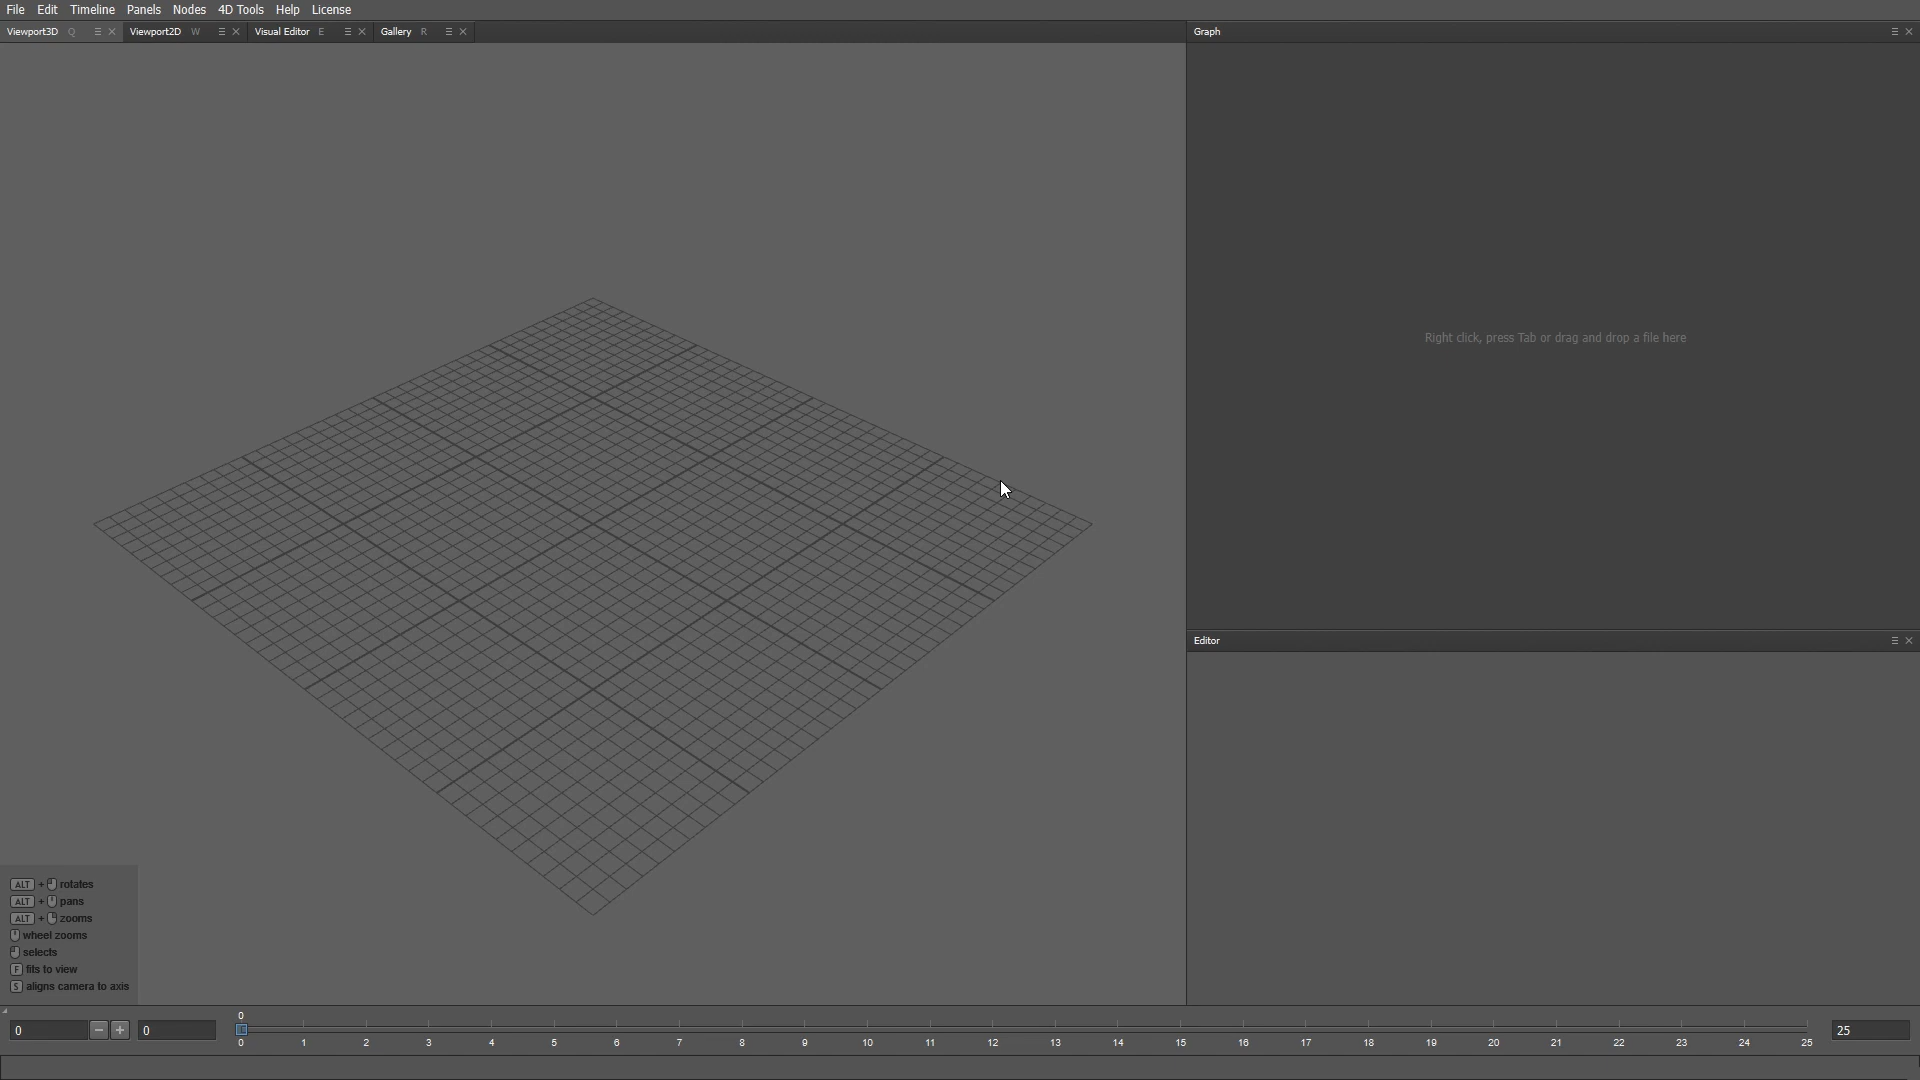 File Edit Timeline Panels Nodes 4D Tools Help License
Viewport3D Q Viewport2D W Visual Editor E Gallery R Graph
Right click, press Tab or drag and drop a file here
Editor
ALT + rotates
ALT + pans
ALT + zooms
wheel zooms
selects
F fits to view
S aligns camera to axis
0
0 − + 0 25
0 1 2 3 4 5 6 7 8 9 10 11 12 13 14 15 16 17 18 19 20 21 22 23 24 25